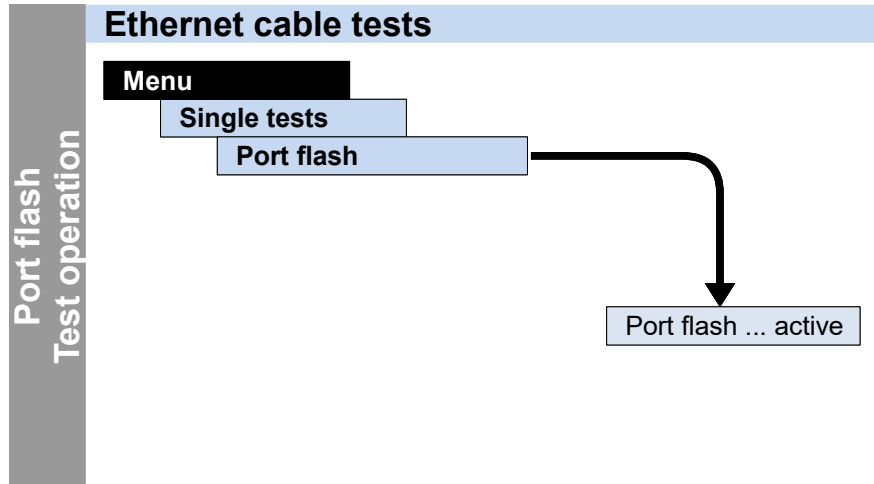 Ethernet cable tests
Menu
Single tests
Port flash
Port flash ... active
Port flash
Test operation